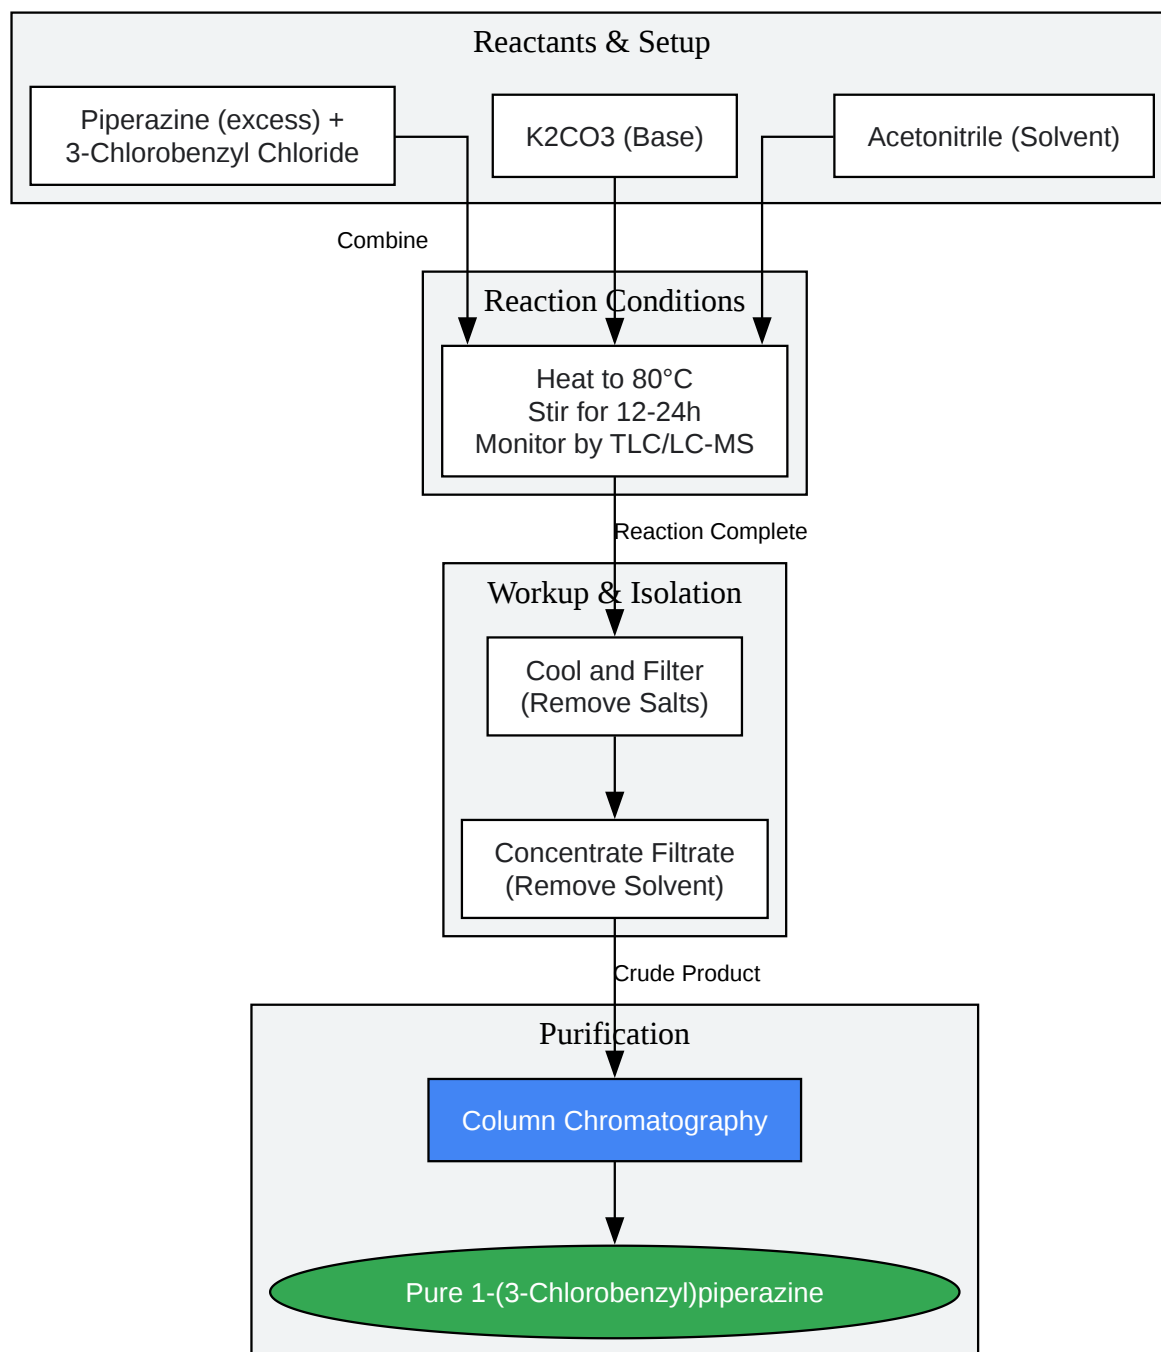 Reactants & Setup
Piperazine (excess) +
3-Chlorobenzyl Chloride
K2CO3 (Base)
Acetonitrile (Solvent)
Combine
Reaction Conditions
Heat to 80°C
Stir for 12-24h
Monitor by TLC/LC-MS
Reaction Complete
Workup & Isolation
Cool and Filter
(Remove Salts)
Concentrate Filtrate
(Remove Solvent)
Crude Product
Purification
Column Chromatography
Pure 1-(3-Chlorobenzyl)piperazine